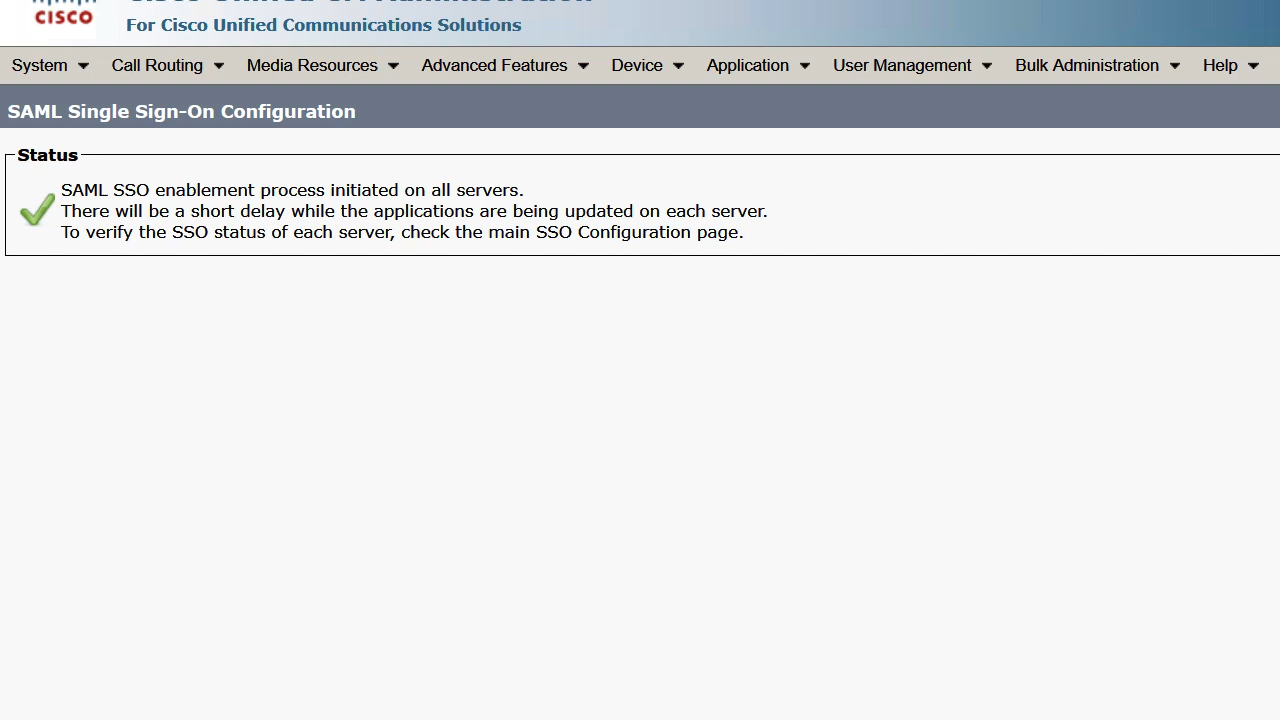 CISCO
For Cisco Unified Communications Solutions
System Call Routing Media Resources Advanced Features Device Application User Management Bulk Administration Help
SAML Single Sign-On Configuration
Status
SAML SSO enablement process initiated on all servers.
There will be a short delay while the applications are being updated on each server.
To verify the SSO status of each server, check the main SSO Configuration page.